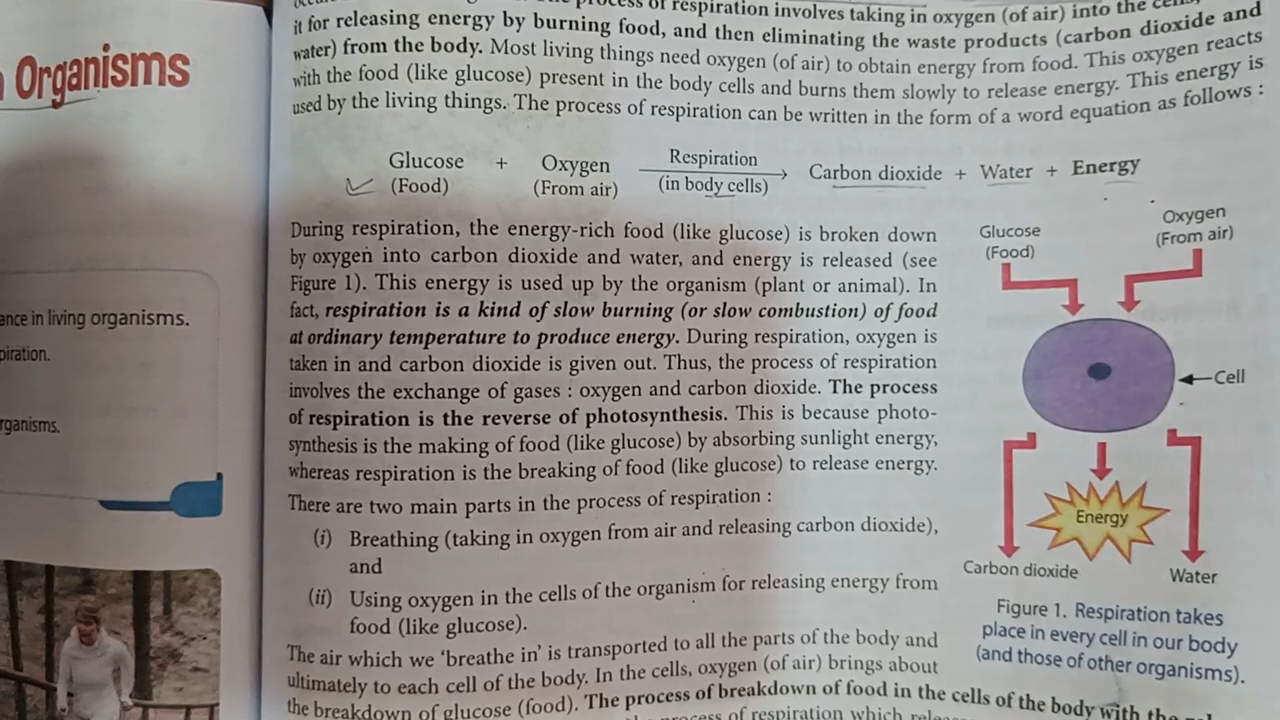 Organisms
ance in living organisms.
piration.
rganisms.
process of respiration involves taking in oxygen (of air) into the cells,
it for releasing energy by burning food, and then eliminating the waste products (carbon dioxide and
water) from the body. Most living things need oxygen (of air) to obtain energy from food. This oxygen reacts
with the food (like glucose) present in the body cells and burns them slowly to release energy. This energy is
used by the living things. The process of respiration can be written in the form of a word equation as follows :
Glucose + Oxygen Respiration Carbon dioxide + Water + Energy
(Food) (From air) (in body cells)
During respiration, the energy-rich food (like glucose) is broken down
by oxygen into carbon dioxide and water, and energy is released (see
Figure 1). This energy is used up by the organism (plant or animal). In
fact, respiration is a kind of slow burning (or slow combustion) of food
at ordinary temperature to produce energy. During respiration, oxygen is
taken in and carbon dioxide is given out. Thus, the process of respiration
involves the exchange of gases : oxygen and carbon dioxide. The process
of respiration is the reverse of photosynthesis. This is because photo-
synthesis is the making of food (like glucose) by absorbing sunlight energy,
whereas respiration is the breaking of food (like glucose) to release energy.
There are two main parts in the process of respiration :
(i) Breathing (taking in oxygen from air and releasing carbon dioxide),
and
(ii) Using oxygen in the cells of the organism for releasing energy from
food (like glucose).
The air which we ‘breathe in’ is transported to all the parts of the body and
ultimately to each cell of the body. In the cells, oxygen (of air) brings about
the breakdown of glucose (food). The process of breakdown of food in the cells of the body with the
process of respiration which
Glucose
(Food)
Oxygen
(From air)
Cell
Energy
Carbon dioxide
Water
Figure 1. Respiration takes
place in every cell in our body
(and those of other organisms).